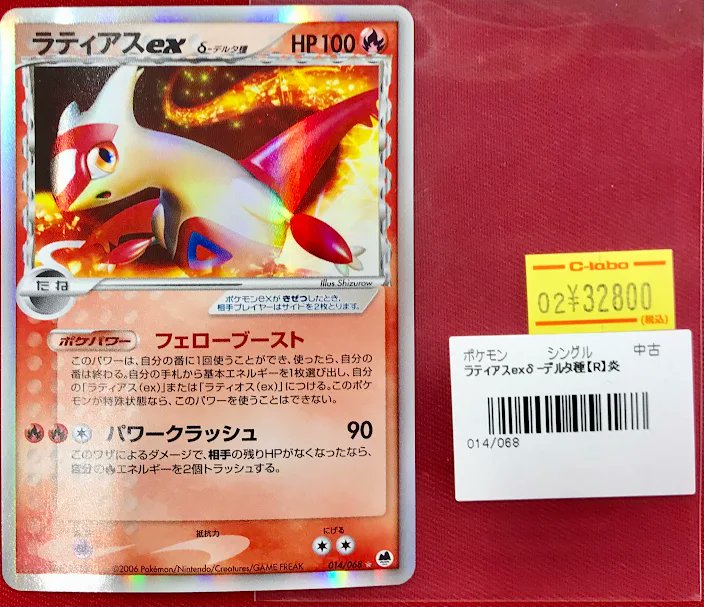 ラティアスex δ-デルタ種 HP100
たね
Illus. Shizurow
ポケモンexがきぜつしたとき、
相手プレイヤーはサイドを2枚とります。
ポケパワー フェローブースト
このパワーは、自分の番に1回使うことができ、使ったら、自分の
番は終わる。自分の手札から基本エネルギーを1枚選び出し、自分
の「ラティアス(ex)」または「ラティオス(ex)」につける。このポケ
モンが特殊状態なら、このパワーを使うことはできない。
パワークラッシュ 90
このワザによるダメージで、相手の残りHPがなくなったなら、
自分の エネルギーを2個トラッシュする。
抵抗力 にげる
©2006 Pokémon/Nintendo/Creatures/GAME FREAK
014/068
C-labo
02¥32800
(税込)
ポケモン シングル 中古
ラティアスexδ-デルタ種【R】炎
014/068